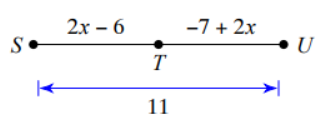 2x – 6 –7 + 2x
S T U
11